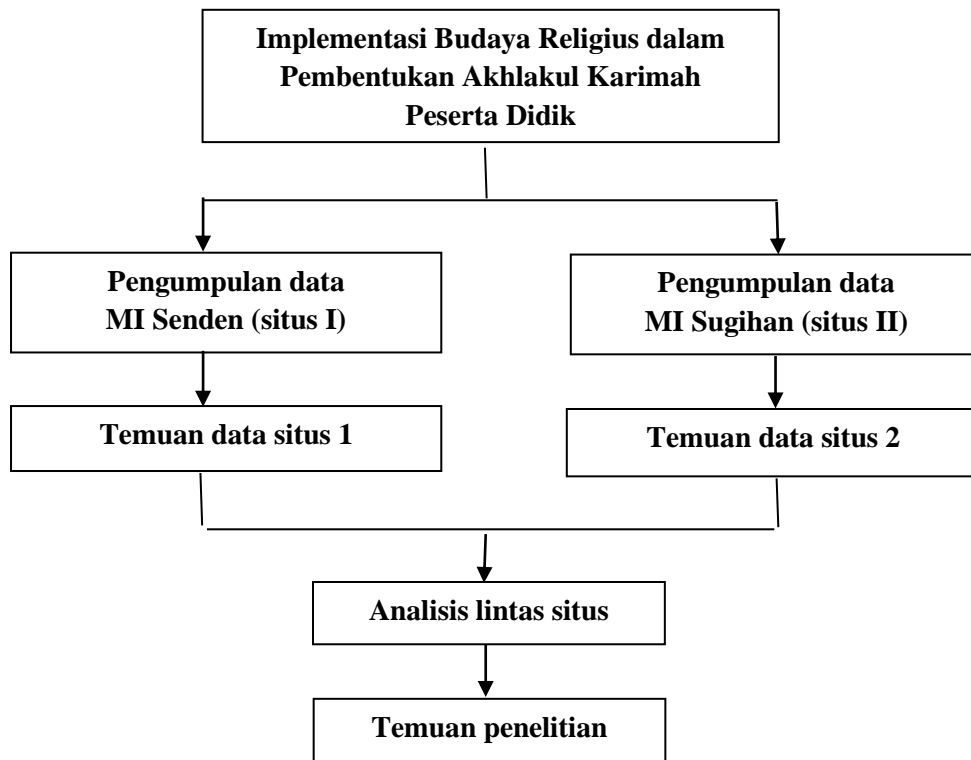 Implementasi Budaya Religius dalam
Pembentukan Akhlakul Karimah
Peserta Didik
Pengumpulan data
MI Senden (situs I)
Pengumpulan data
MI Sugihan (situs II)
Temuan data situs 1
Temuan data situs 2
Analisis lintas situs
Temuan penelitian